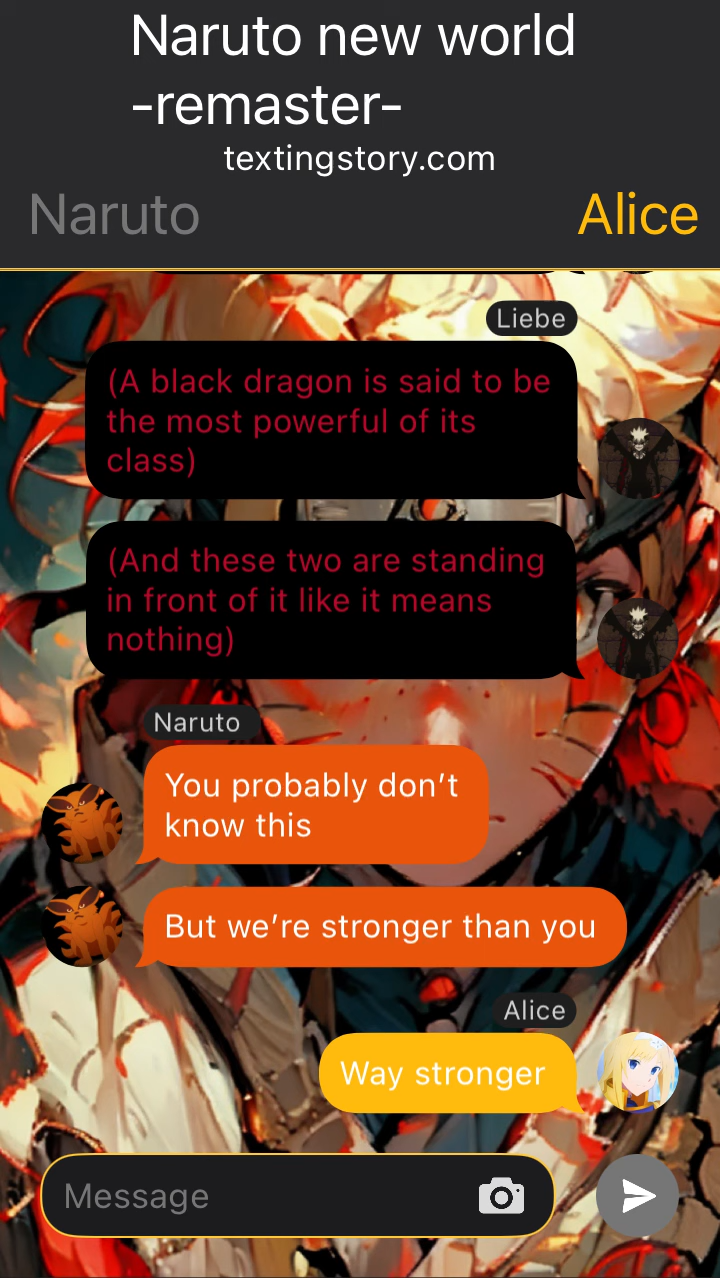 Naruto new world
-remaster-
textingstory.com
Naruto
Alice
Liebe
(A black dragon is said to be
the most powerful of its
class)
(And these two are standing
in front of it like it means
nothing)
Naruto
You probably don’t
know this
But we’re stronger than you
Alice
Way stronger
Message